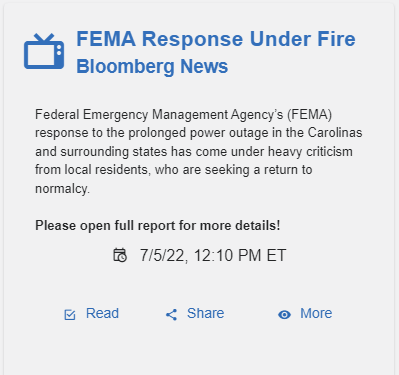 FEMA Response Under Fire
Bloomberg News
Federal Emergency Management Agency's (FEMA)
response to the prolonged power outage in the Carolinas
and surrounding states has come under heavy criticism
from local residents, who are seeking a return to
normalcy.
Please open full report for more details!
7/5/22, 12:10 PM ET
Read Share More